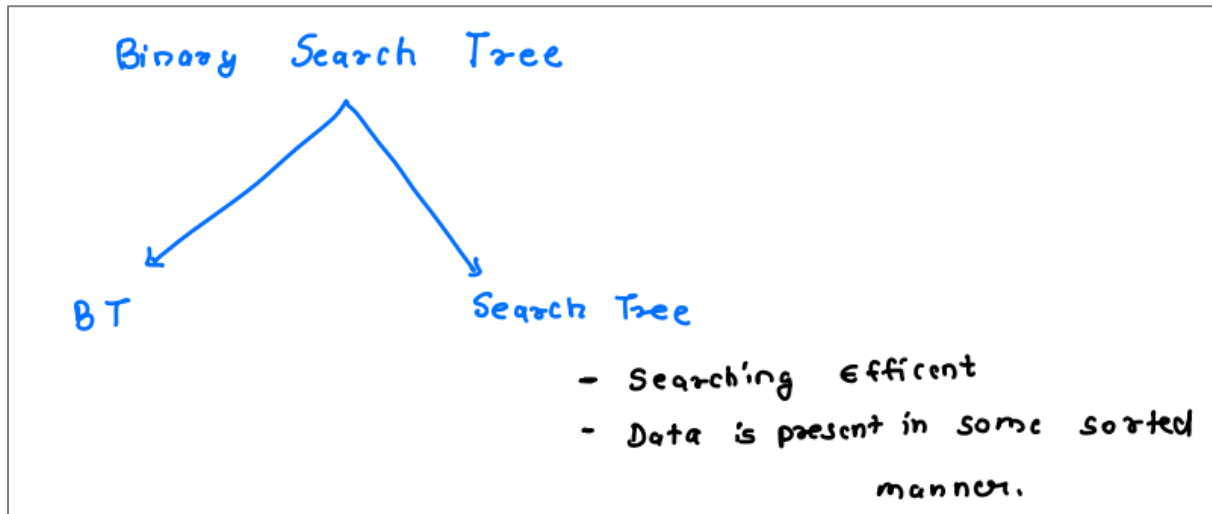 Binary Search Tree
BT
Search Tree
- Searching Efficent
- Data is present in some sorted
manner.